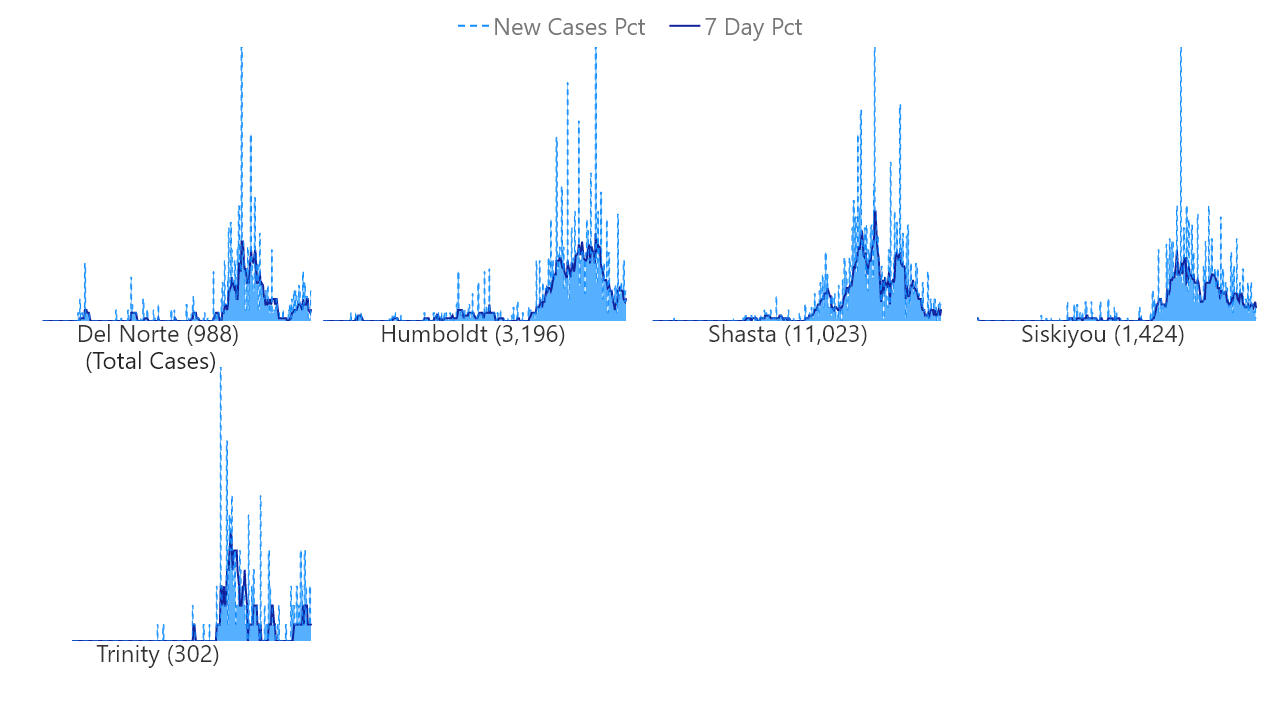 New Cases Pct 7 Day Pct
Del Norte (988) Humboldt (3,196) Shasta (11,023) Siskiyou (1,424)
(Total Cases)
Trinity (302)